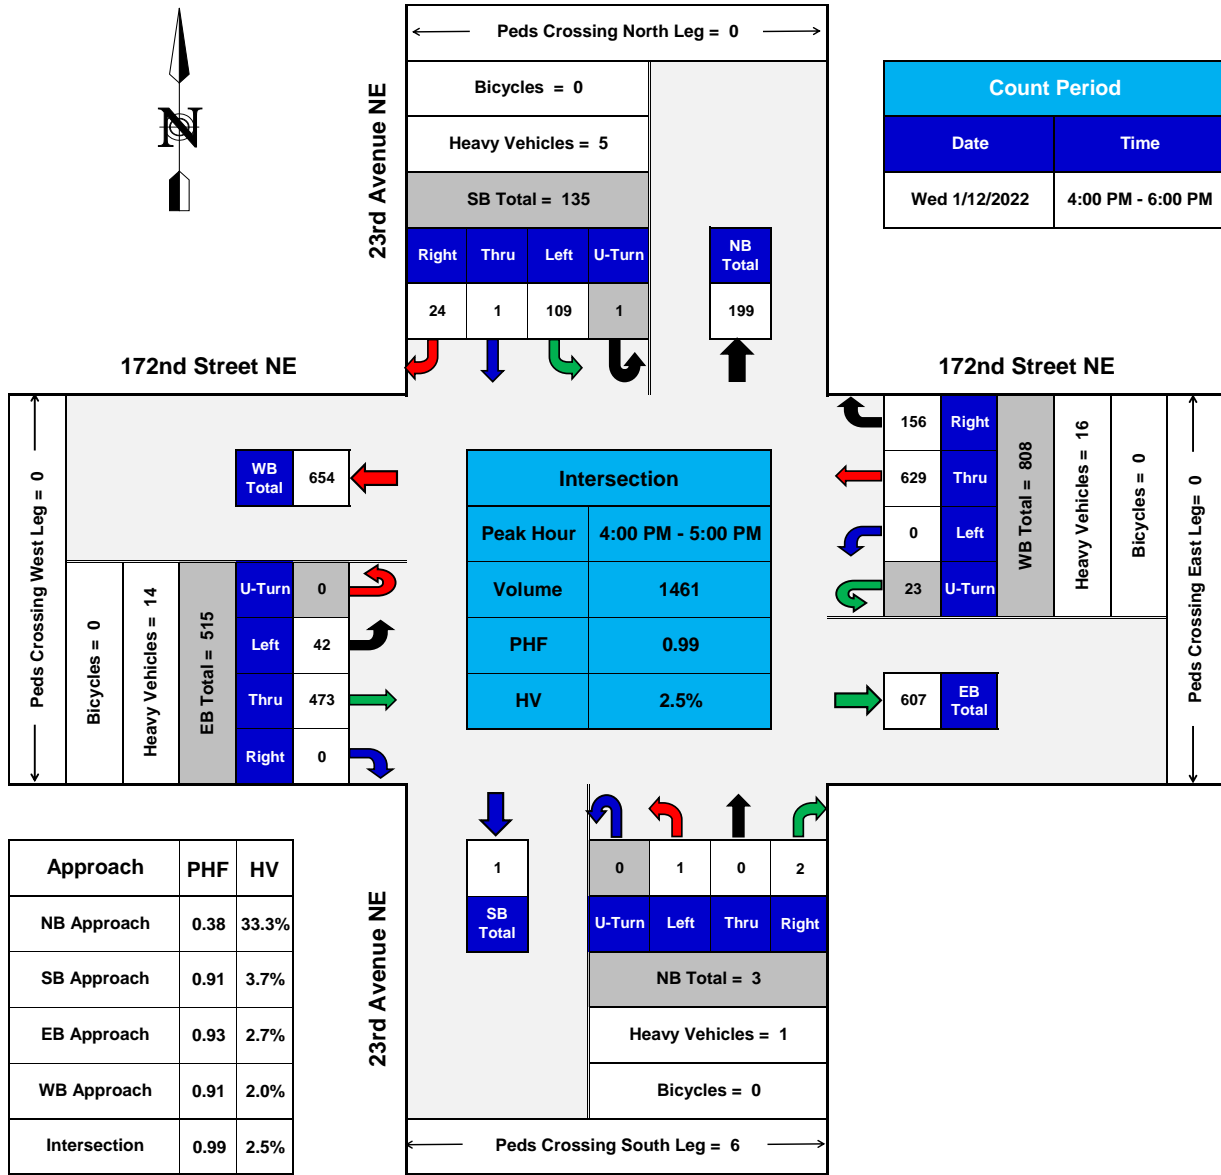 Peds Crossing North Leg = 0
N
23rd Avenue NE
Bicycles = 0
Heavy Vehicles = 5
SB Total = 135
Right Thru Left U-Turn
24 1 109 1
NB
Total
199
Count Period
Date Time
Wed 1/12/2022 4:00 PM - 6:00 PM
172nd Street NE
172nd Street NE
Peds Crossing West Leg = 0
WB
Total
654
Bicycles = 0
Heavy Vehicles = 14
EB Total = 515
U-Turn 0
Left 42
Thru 473
Right 0
Intersection
Peak Hour 4:00 PM - 5:00 PM
Volume 1461
PHF 0.99
HV 2.5%
156 Right
629 Thru
0 Left
23 U-Turn
WB Total = 808
Heavy Vehicles = 16
Bicycles = 0
Peds Crossing East Leg= 0
607
EB
Total
Approach PHF HV
NB Approach 0.38 33.3%
SB Approach 0.91 3.7%
EB Approach 0.93 2.7%
WB Approach 0.91 2.0%
Intersection 0.99 2.5%
23rd Avenue NE
1
SB
Total
0 1 0 2
U-Turn Left Thru Right
NB Total = 3
Heavy Vehicles = 1
Bicycles = 0
Peds Crossing South Leg = 6